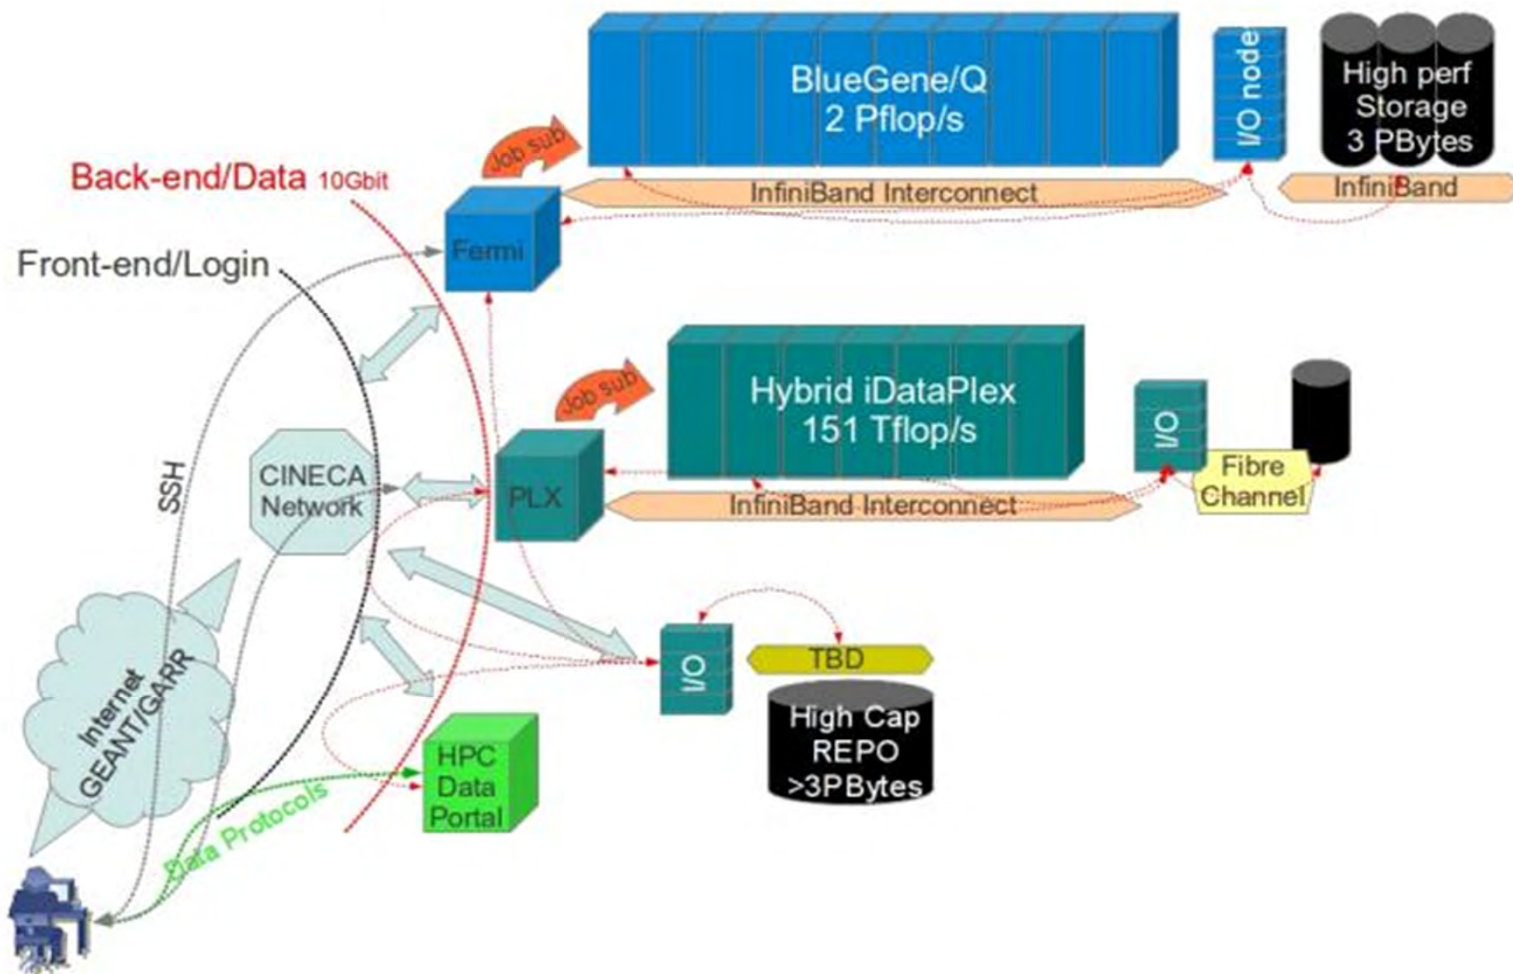 BlueGene/Q
2 Pflop/s
I/O node
High perf
Storage
3 PBytes
Job sub
Back-end/Data 10Gbit
InfiniBand Interconnect
InfiniBand
Fermi
Front-end/Login
Hybrid iDataPlex
151 Tflop/s
Job sub
I/O
SSH
CINECA
Network
PLX
InfiniBand Interconnect
Fibre
Channel
Internet
GEANT/GARR
I/O
TBD
High Cap
REPO
>3PBytes
HPC
Data
Portal
Data Protocols